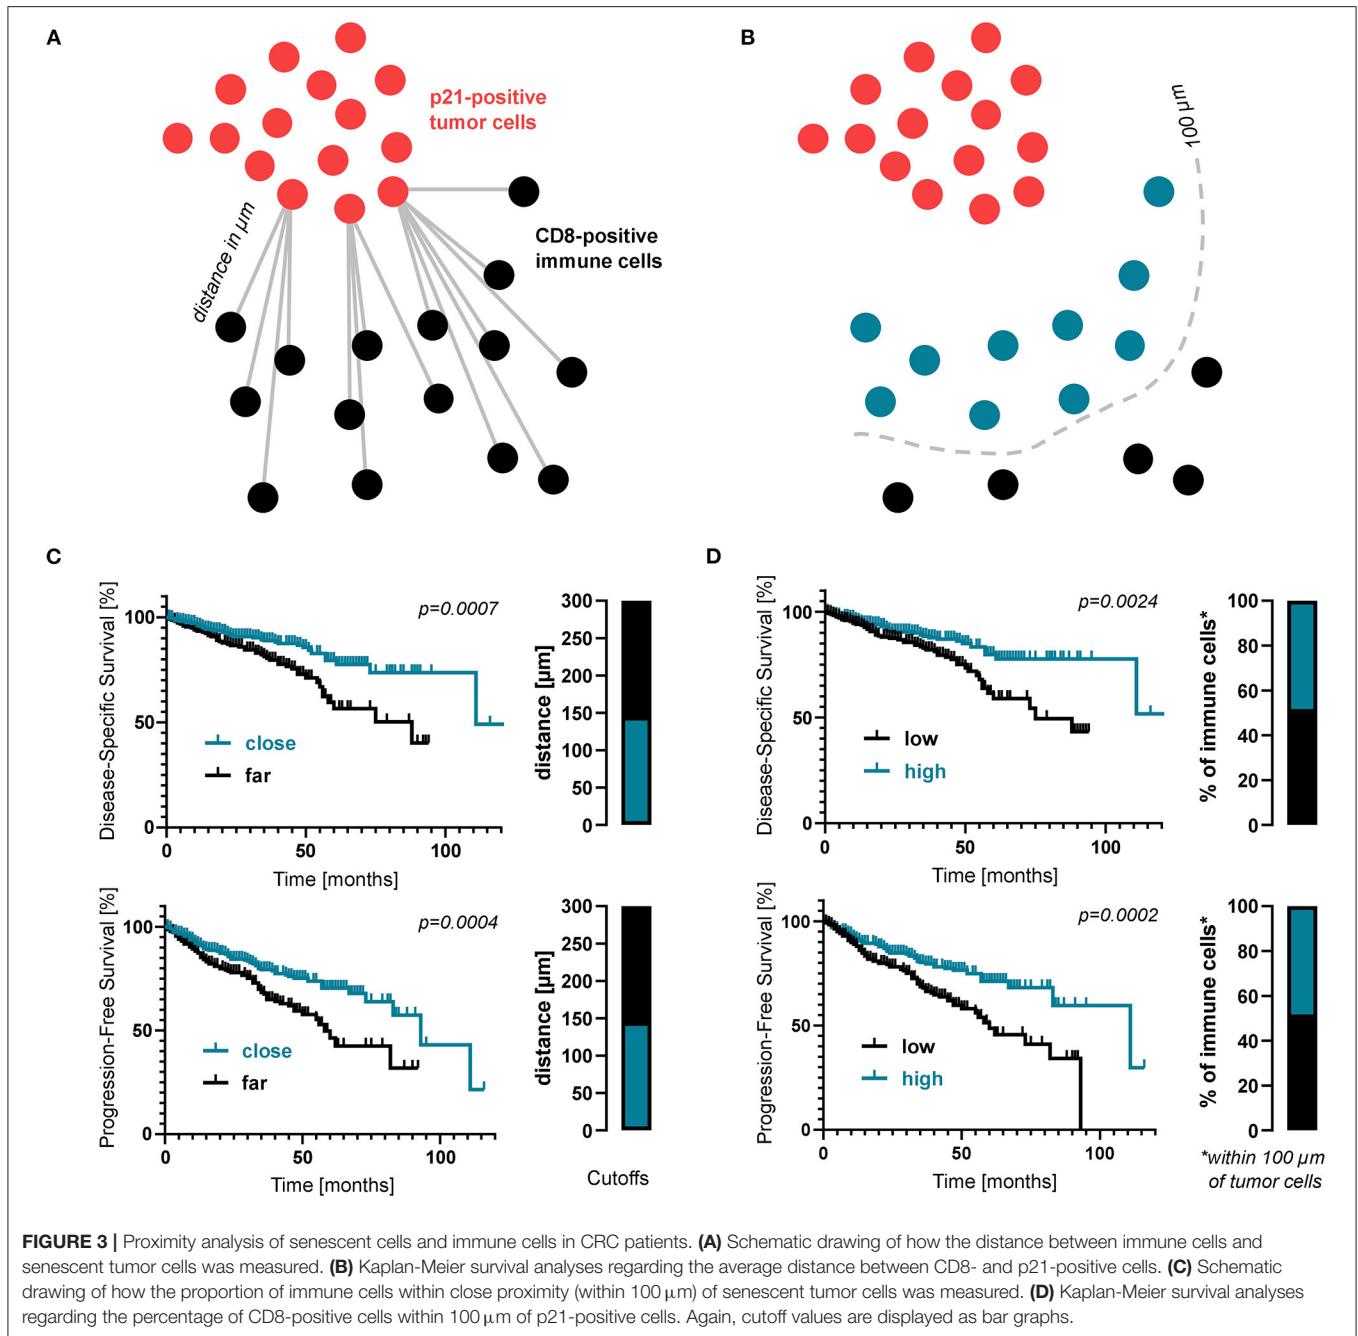 A
p21-positive
tumor cells
distance in µm
CD8-positive
immune cells
B
100 µm
C
Disease-Specific Survival [%]
100
50
0
p=0.0007
close
far
0
50
100
Time [months]
distance [µm]
300
250
200
150
100
50
0
Progression-Free Survival [%]
100
50
0
p=0.0004
close
far
0
50
100
Time [months]
distance [µm]
300
250
200
150
100
50
0
Cutoffs
D
Disease-Specific Survival [%]
100
50
0
p=0.0024
low
high
0
50
100
Time [months]
% of immune cells*
100
80
60
40
20
0
Progression-Free Survival [%]
100
50
0
p=0.0002
low
high
0
50
100
Time [months]
% of immune cells*
100
80
60
40
20
0
*within 100 µm
of tumor cells
FIGURE 3 | Proximity analysis of senescent cells and immune cells in CRC patients. (A) Schematic drawing of how the distance between immune cells and
senescent tumor cells was measured. (B) Kaplan-Meier survival analyses regarding the average distance between CD8- and p21-positive cells. (C) Schematic
drawing of how the proportion of immune cells within close proximity (within 100 µm) of senescent tumor cells was measured. (D) Kaplan-Meier survival analyses
regarding the percentage of CD8-positive cells within 100 µm of p21-positive cells. Again, cutoff values are displayed as bar graphs.